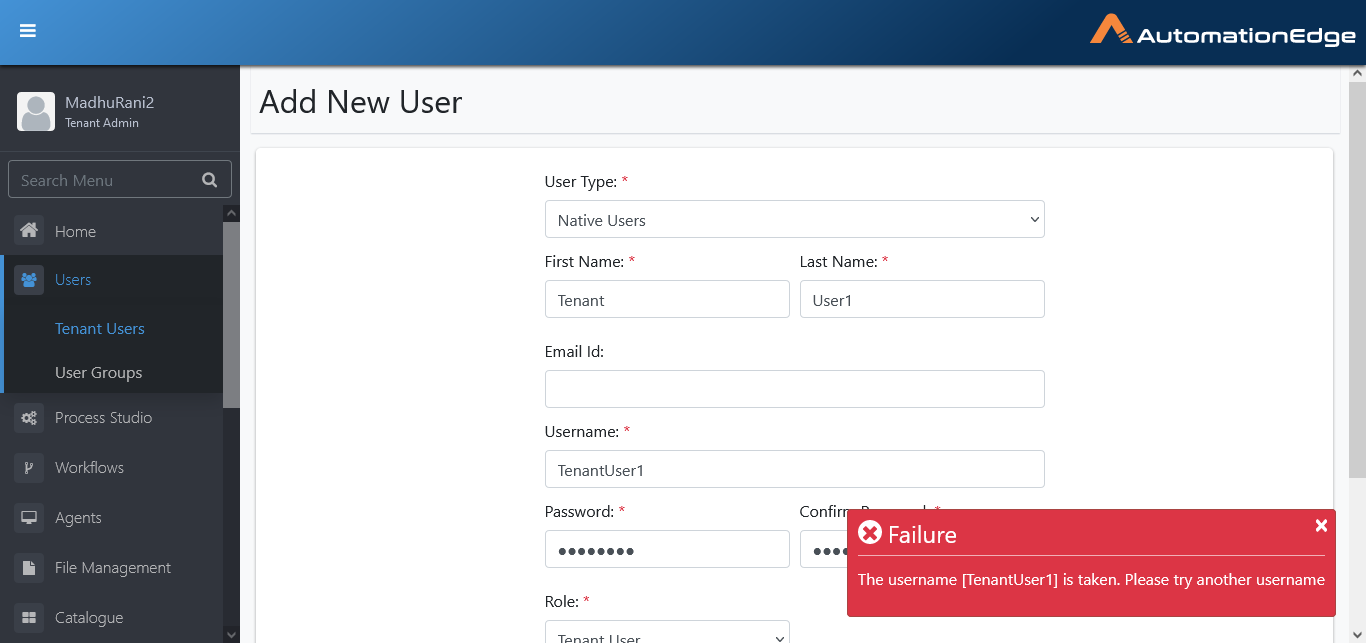 AutomationEdge
MadhuRani2
Tenant Admin
Search Menu
Home
Users
Tenant Users
User Groups
Process Studio
Workflows
Agents
File Management
Catalogue
Add New User
User Type: *
Native Users
First Name: * Last Name: *
Tenant User1
Email Id:
Username: *
TenantUser1
Password: *
Role: *
Tenant User
Failure
The username [TenantUser1] is taken. Please try another username